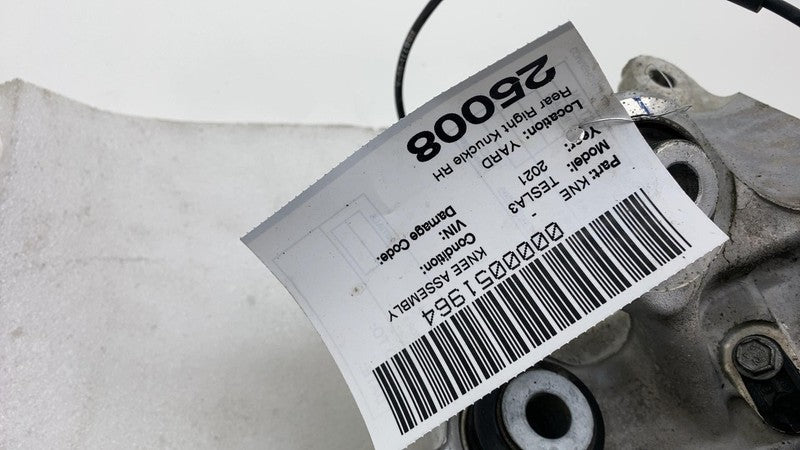 0000051964
Part: KNE - KNEE ASSEMBLY
Model: TESLA3 Condition:
Year: 2021 VIN:
Location: YARD Damage Code:
Rear Right Knuckle RH
25008